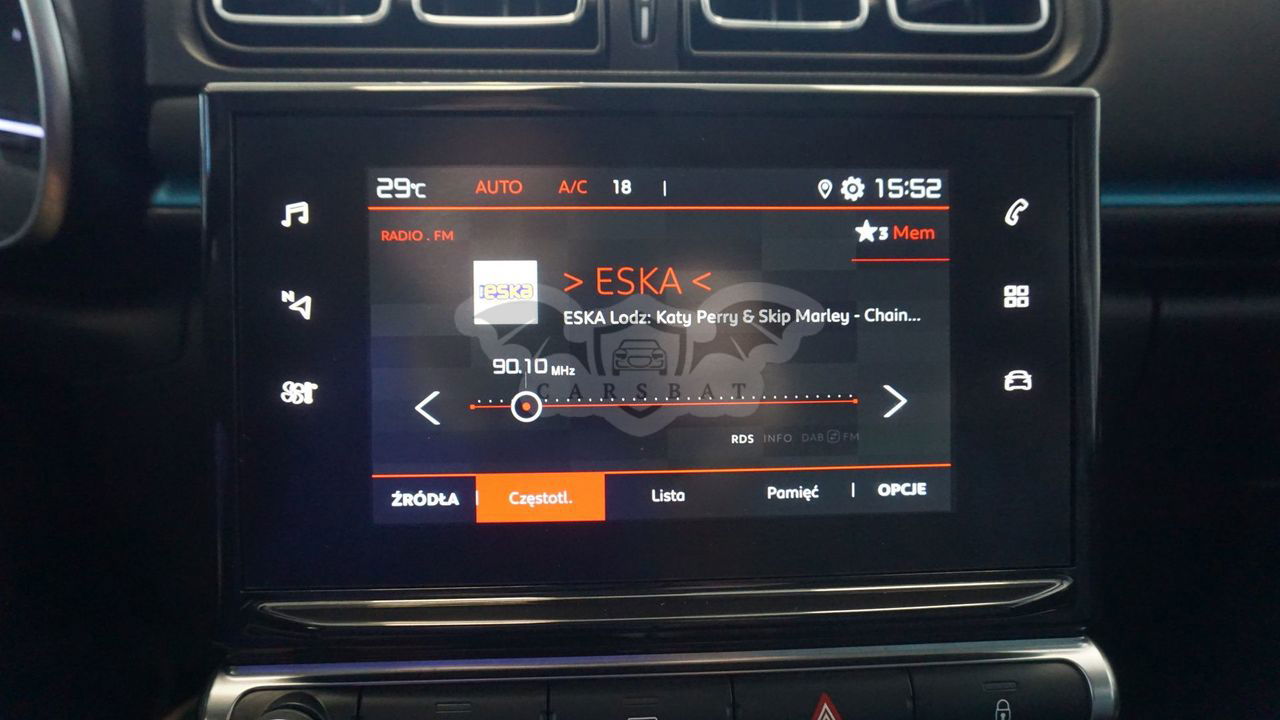 29°C AUTO A/C 18 | 15:52
RADIO . FM
3 Mem
eska
> ESKA <
ESKA Lodz: Katy Perry & Skip Marley - Chain...
90.10 MHz
CARSBAT
RDS INFO DAB FM
ŹRÓDŁA | Częstotl. Lista Pamięć | OPCJE
N